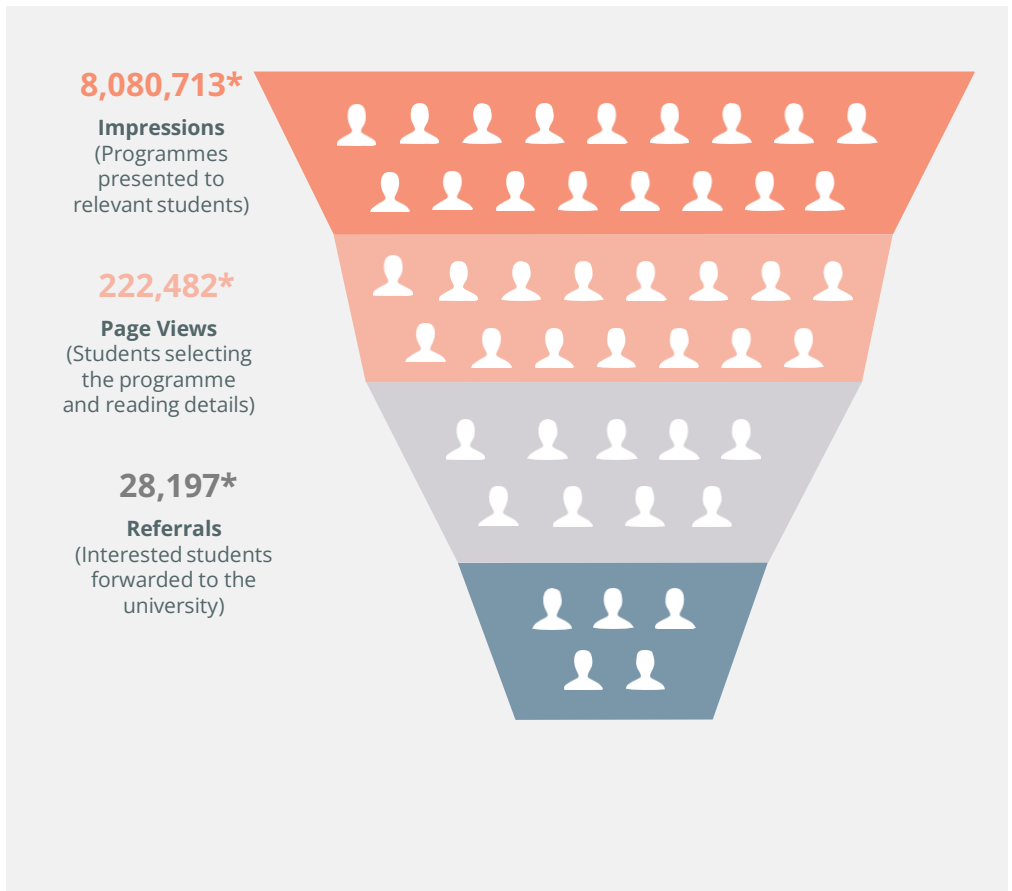 8,080,713*
Impressions
(Programmes
presented to
relevant students)
222,482*
Page Views
(Students selecting
the programme
and reading details)
28,197*
Referrals
(Interested students
forwarded to the
university)